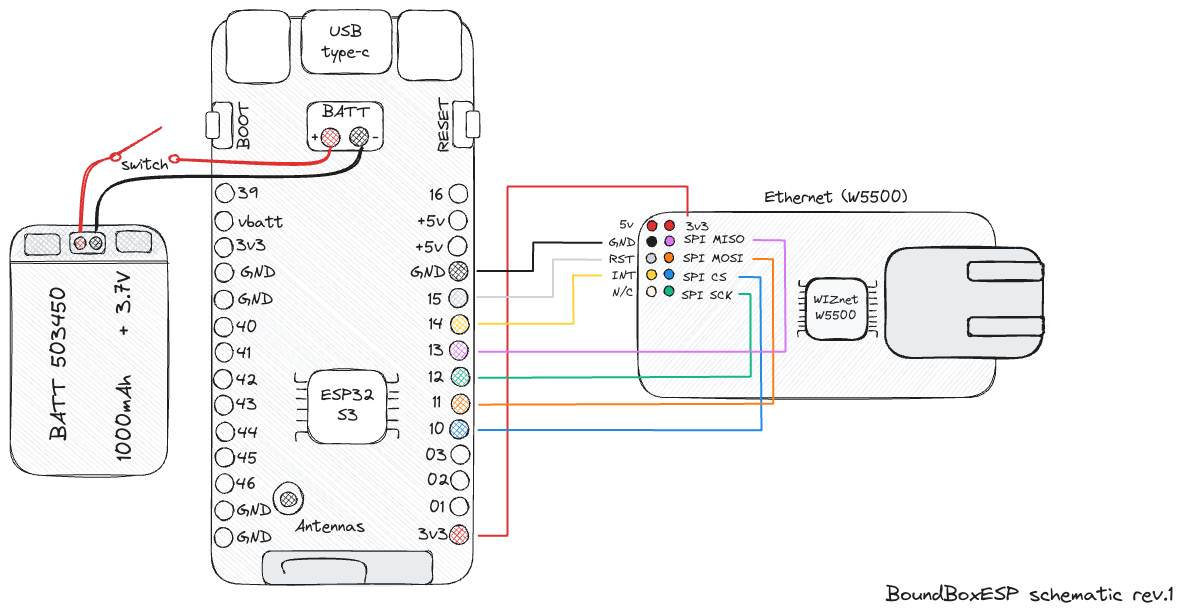 USB
type-c
BATT
+ -
BOOT
RESET
switch
39
vbatt
3v3
GND
GND
40
41
42
43
44
45
46
GND
GND
16
+5v
+5v
GND
15
14
13
12
11
10
03
02
01
3v3
ESP32
S3
Antennas
BATT 503450
1000mAh + 3.7V
Ethernet (W5500)
5v 3v3
GND SPI MISO
RST SPI MOSI
INT SPI CS
N/C SPI SCK
WIZnet
W5500
BoundBoxESP schematic rev.1